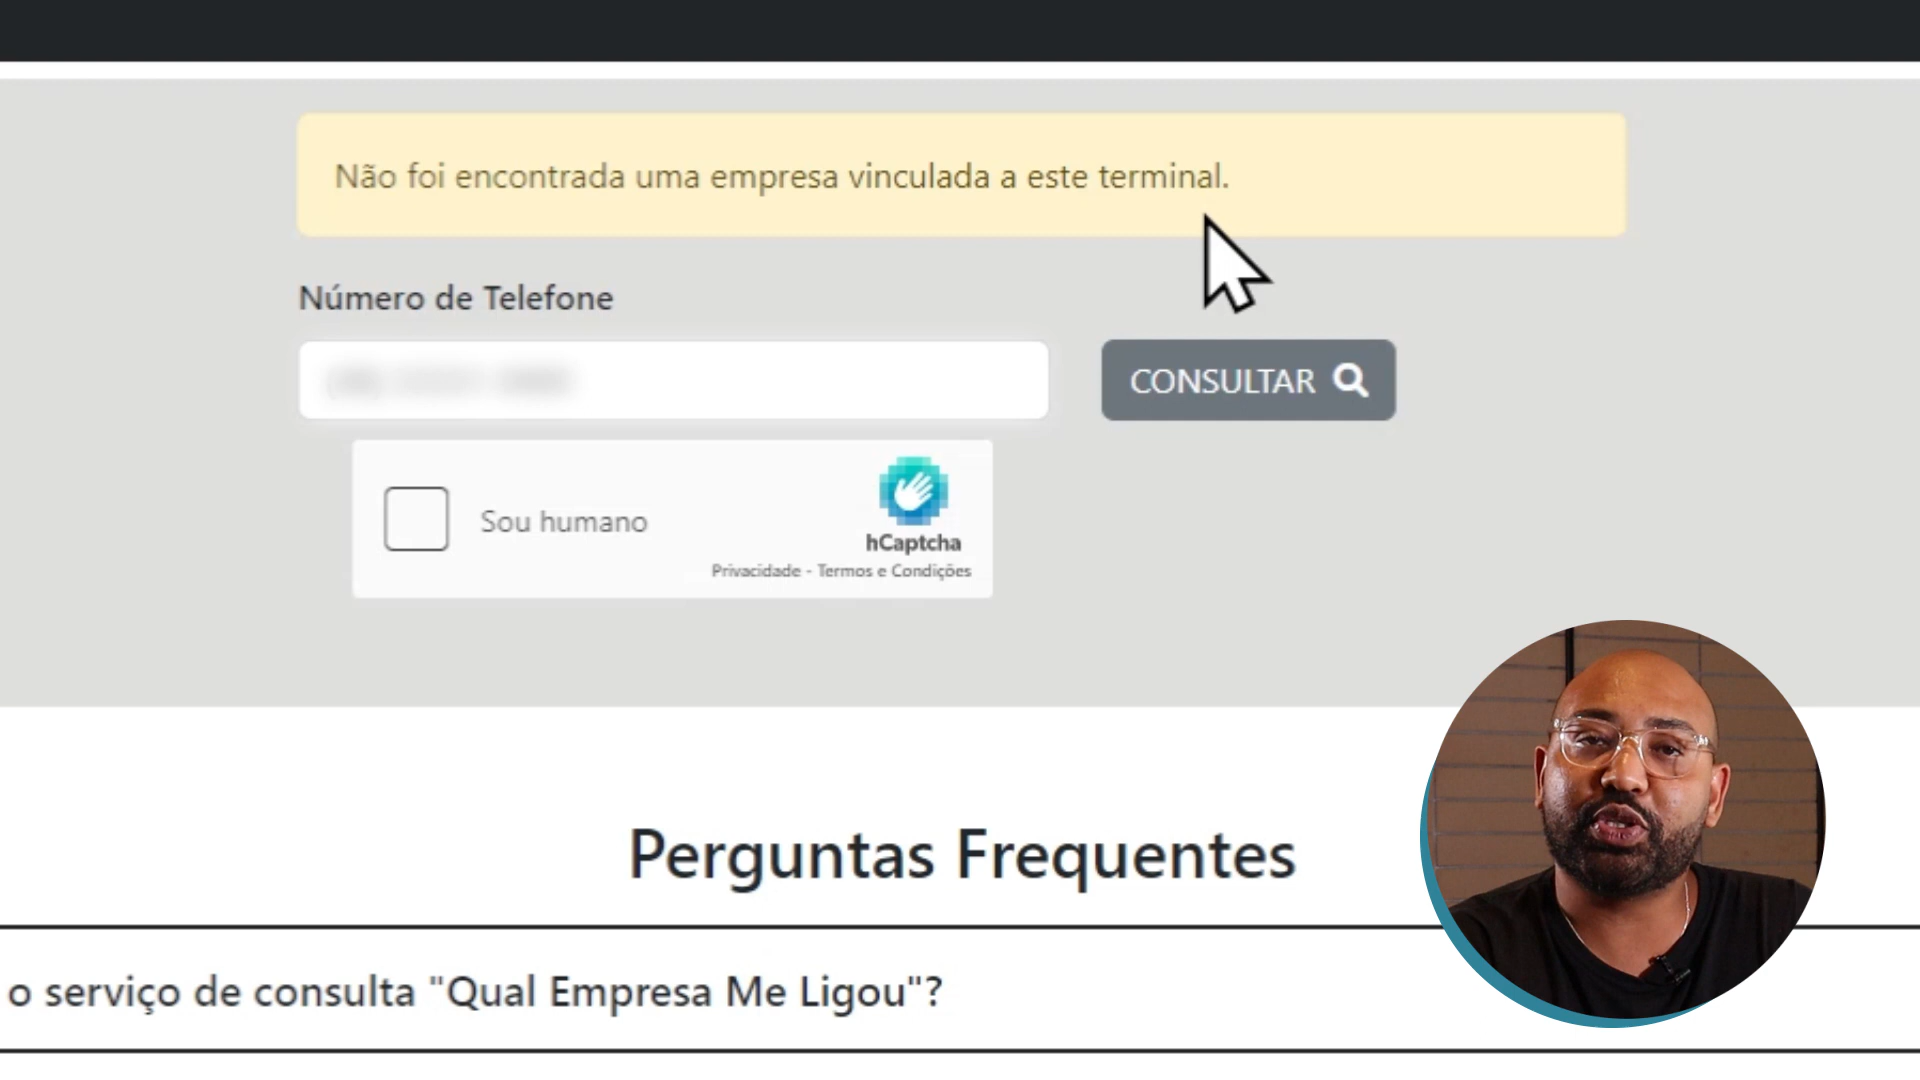 Não foi encontrada uma empresa vinculada a este terminal.
Número de Telefone
CONSULTAR
Sou humano
hCaptcha
Privacidade - Termos e Condições
Perguntas Frequentes
o serviço de consulta "Qual Empresa Me Ligou"?